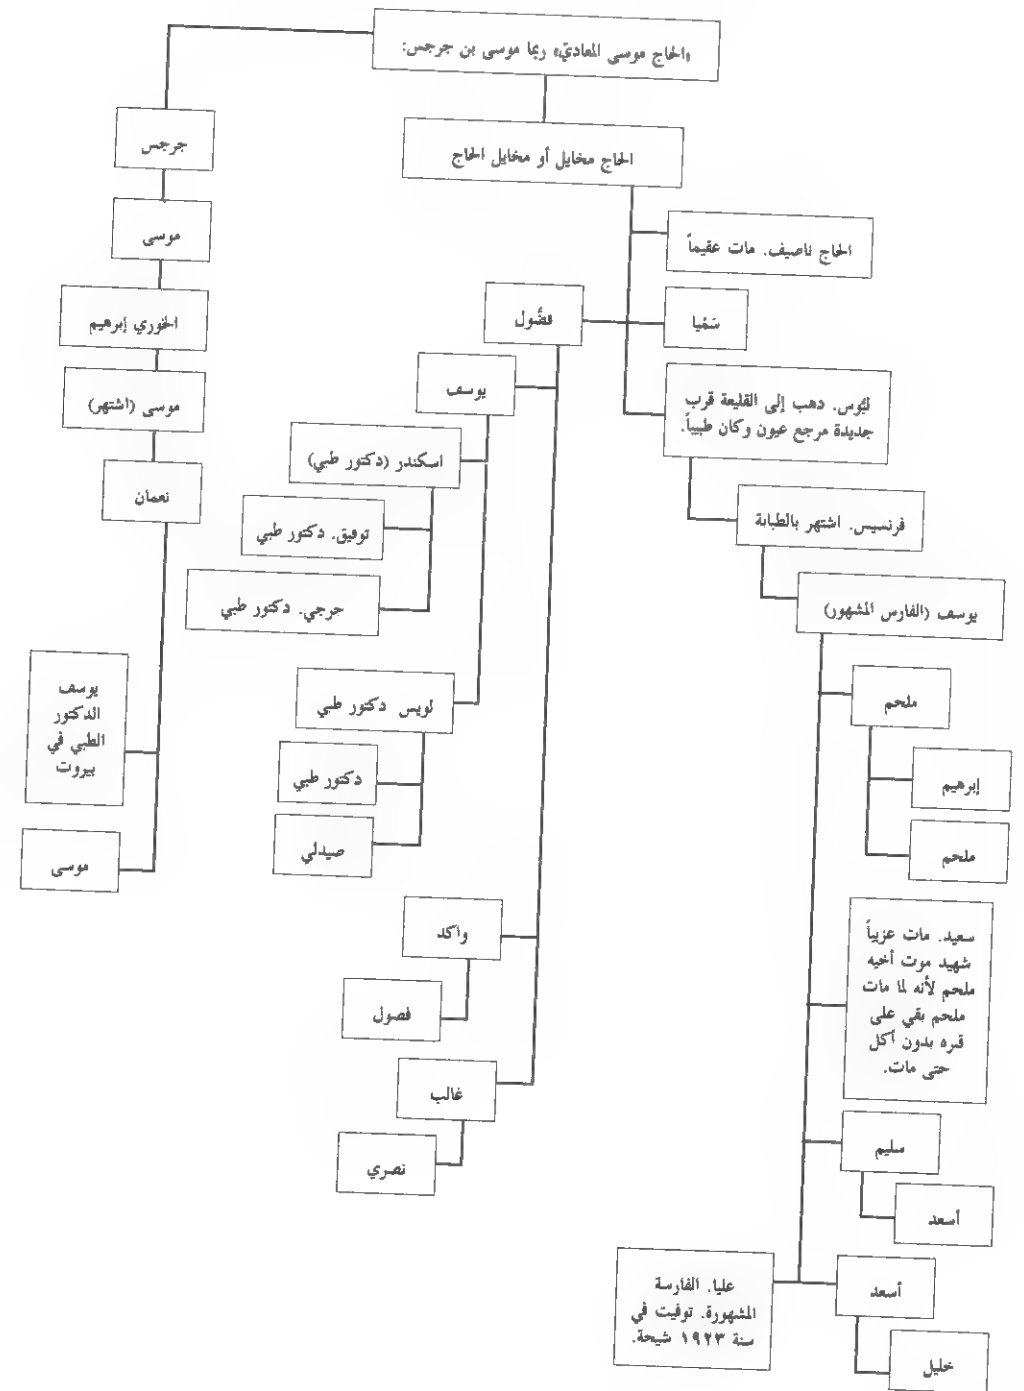 «الحاج موسى المعادي» ربما موسى بن جرجس:
الحاج مخايل أو مخايل الحاج
الحاج ناصيف. مات عقيماً
سَمْيا
لبّوس. دهب إلى القليعة قرب
جديدة مرجع عيون وكان طبيباً.
فرنسيس. اشتهر بالطبابة
يوسف (الفارس المشهور)
ملحم
إبرهيم
ملحم
سعيد. مات عزيباً
شهيد موت أخيه
ملحم لأنه لما مات
ملحم بقي على
قبره بدون أكل
حتى مات.
سليم
أسعد
أسعد
خليل
عليا. الفارسة
المشهورة. توفيت في
سنة ١٩٢٣ شيحة.
فضُّول
يوسف
اسكندر (دكتور طبي)
توفيق. دكتور طبي
جرجي. دكتور طبي
لويس دكتور طبي
دكتور طبي
صيدلي
واكد
فصول
غالب
نصري
جرجس
موسى
الخوري إبرهيم
موسى (اشتهر)
نعمان
يوسف
الدكتور
الطبي في
بيروت
موسى